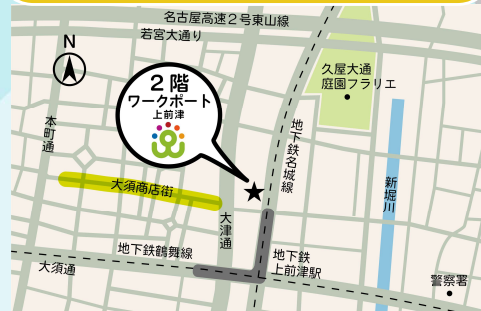 名古屋高速2号東山線
若宮大通り
N
2階
ワークポート
上前津
久屋大通
庭園フラリエ
本町通
地下鉄名城線
大須商店街
新堀川
大津通
地下鉄鶴舞線
大須通
地下鉄
上前津駅
警察署